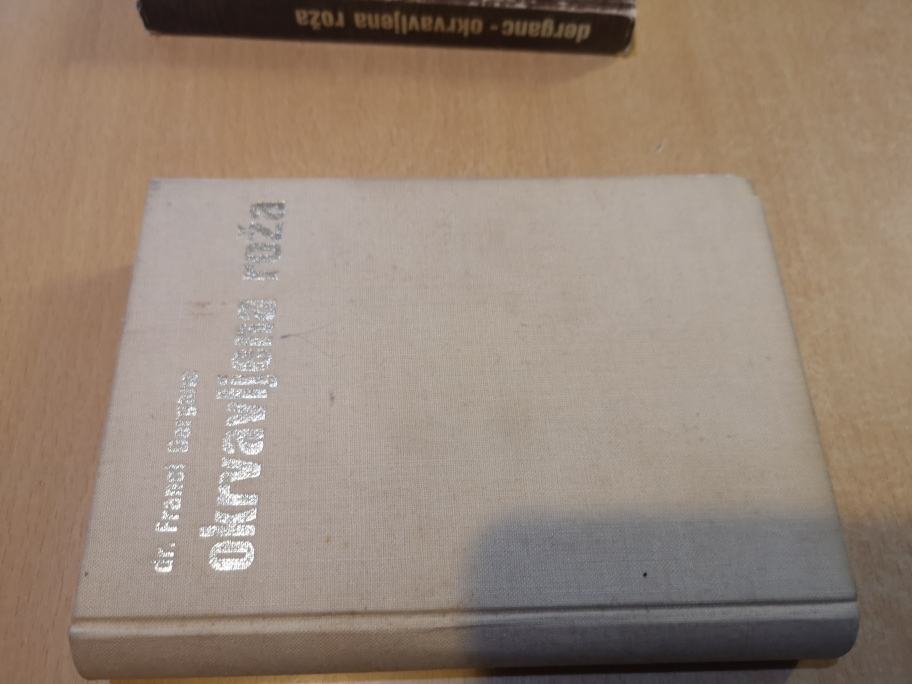 derganc - okrvavljena roža
dr. Franci Derganc
okrvavljena roža